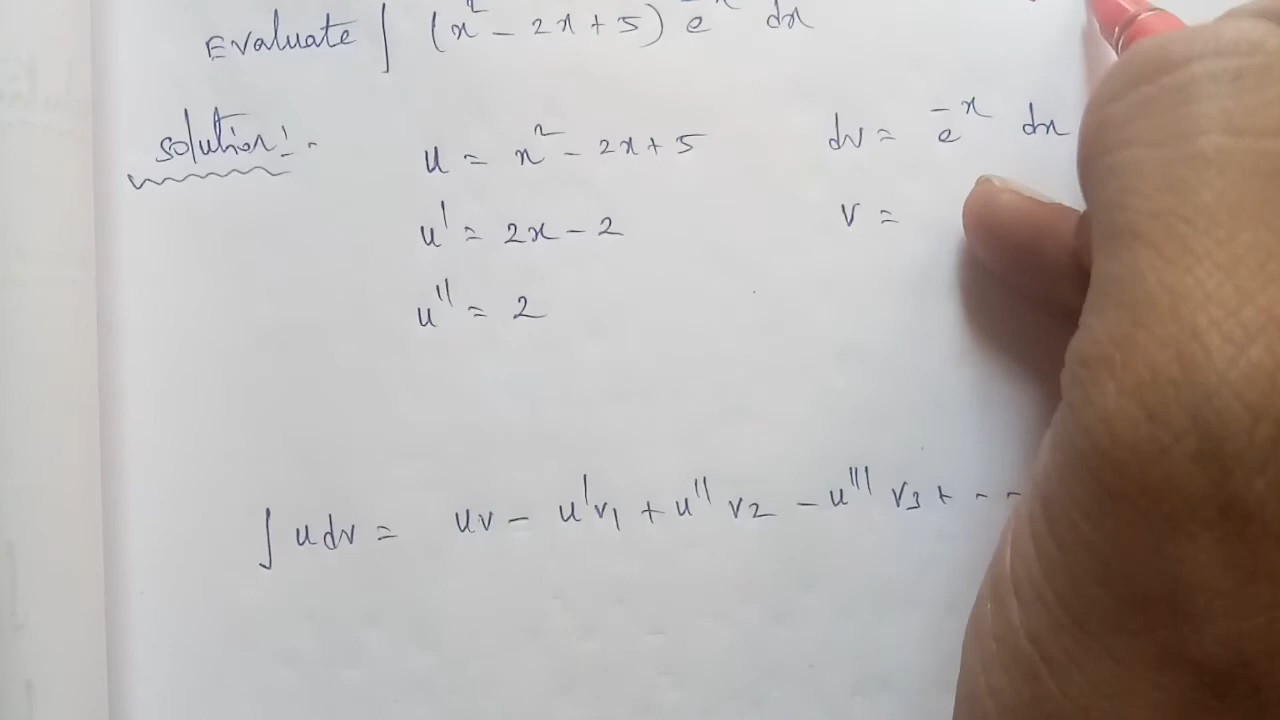 Evaluate ∫ (x² - 2x + 5) e⁻ˣ dx
solution:-
u = x² - 2x + 5 dv = e⁻ˣ dx
u' = 2x - 2 v =
u'' = 2
∫ u dv = uv - u'v₁ + u'' v₂ - u''' v₃ + - -